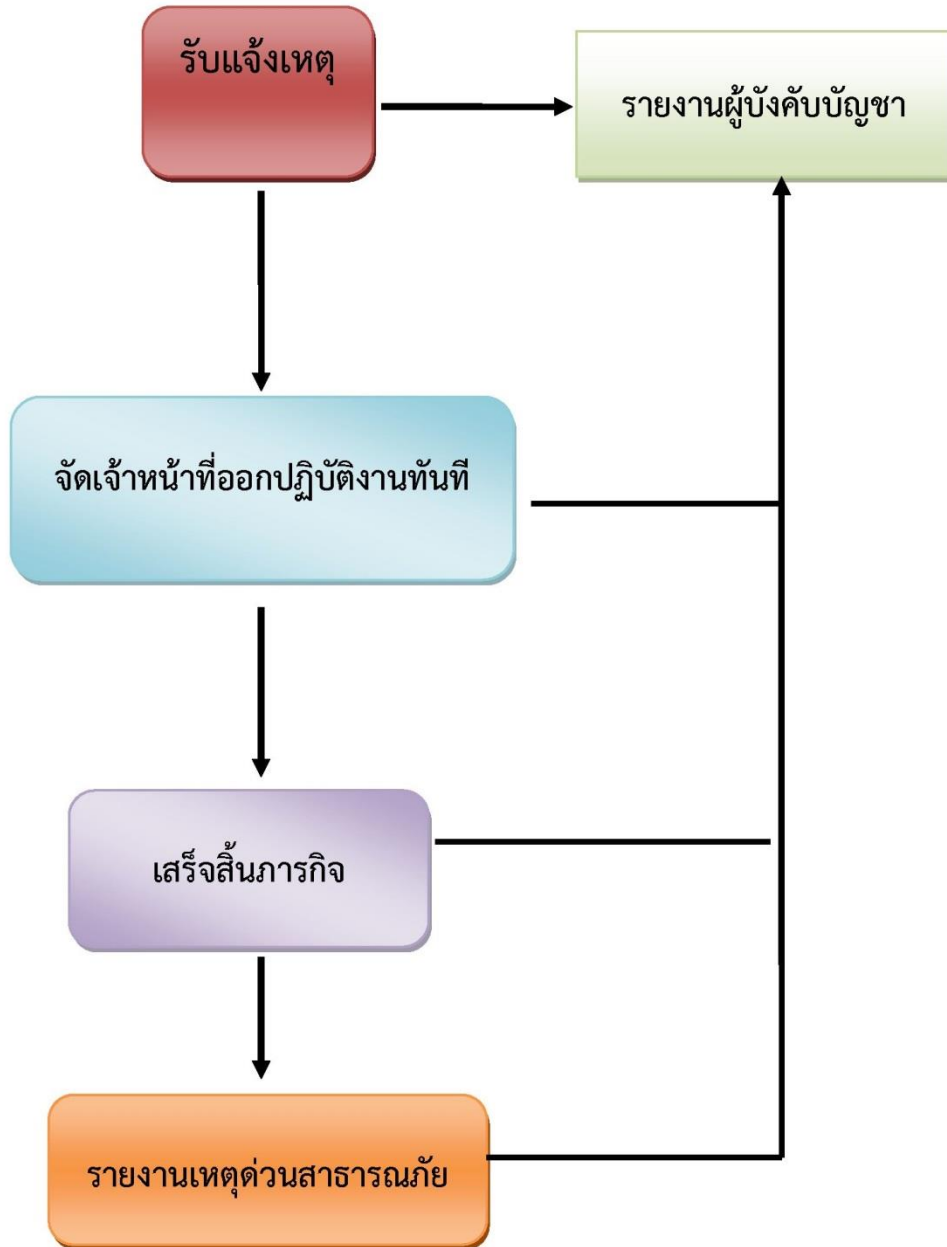 รับแจ้งเหตุ
รายงานผู้บังคับบัญชา
จัดเจ้าหน้าที่ออกปฏิบัติงานทันที
เสร็จสิ้นภารกิจ
รายงานเหตุด่วนสาธารณภัย